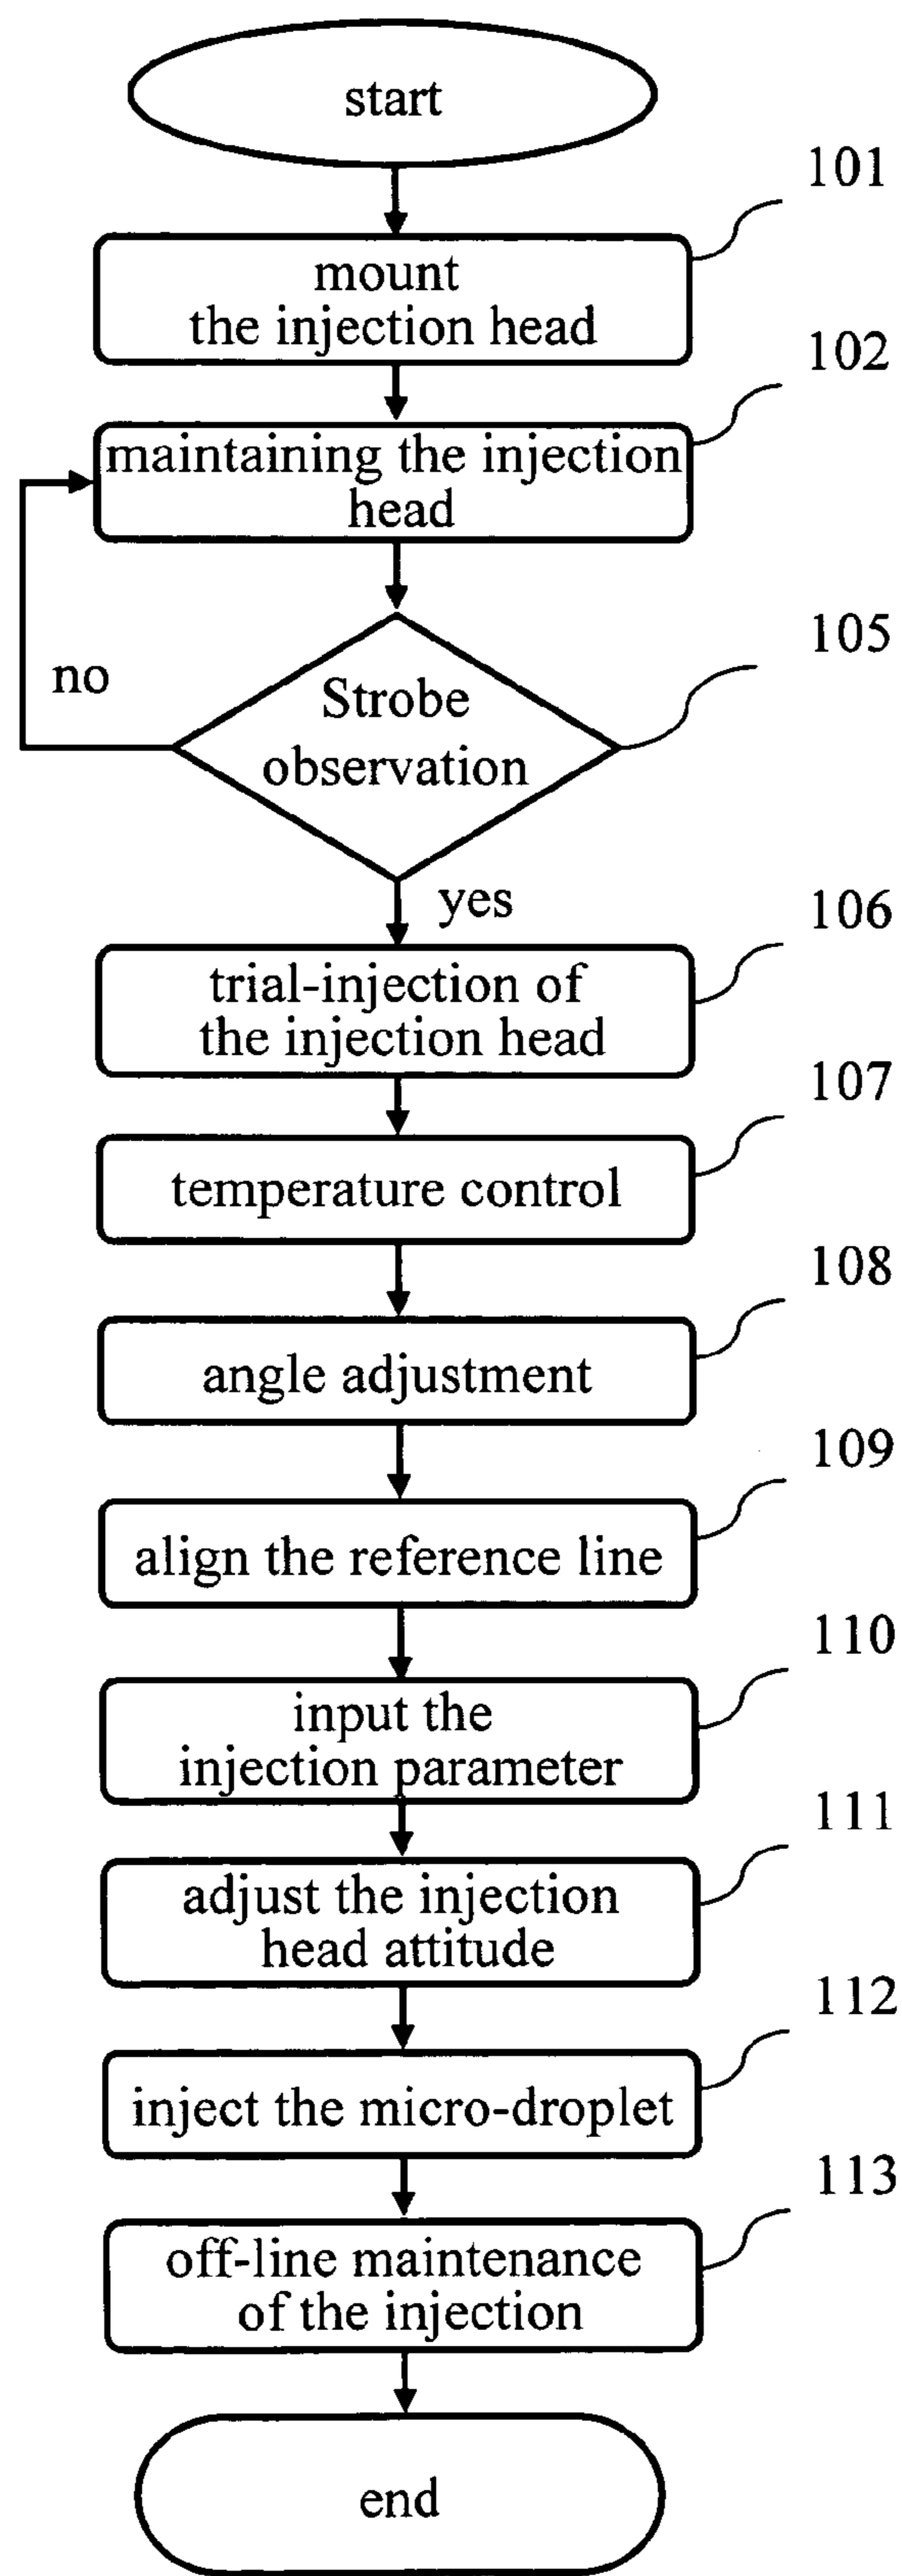 start
101
mount
the injection head
102
maintaining the injection
head
105
no
Strobe
observation
yes
106
trial-injection of
the injection head
107
temperature control
108
angle adjustment
109
align the reference line
110
input the
injection parameter
111
adjust the injection
head attitude
112
inject the micro-droplet
113
off-line maintenance
of the injection
end